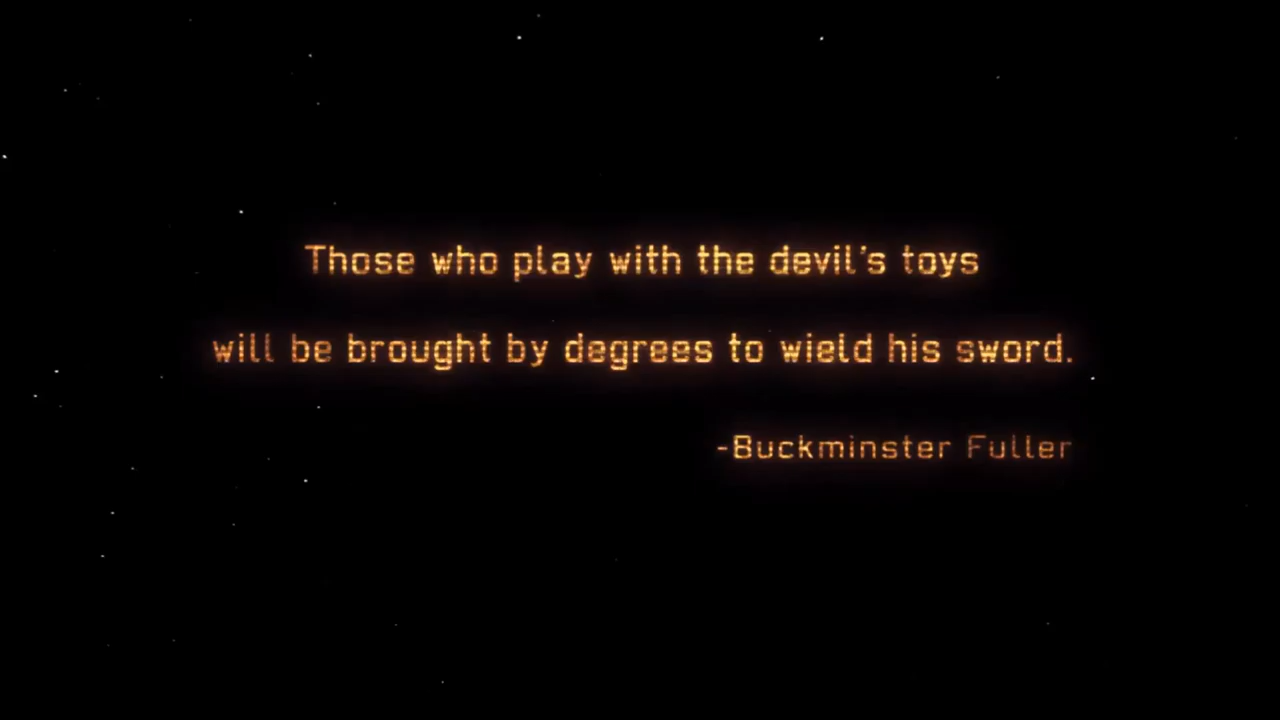 Those who play with the devil's toys
will be brought by degrees to wield his sword.
-Buckminster Fuller